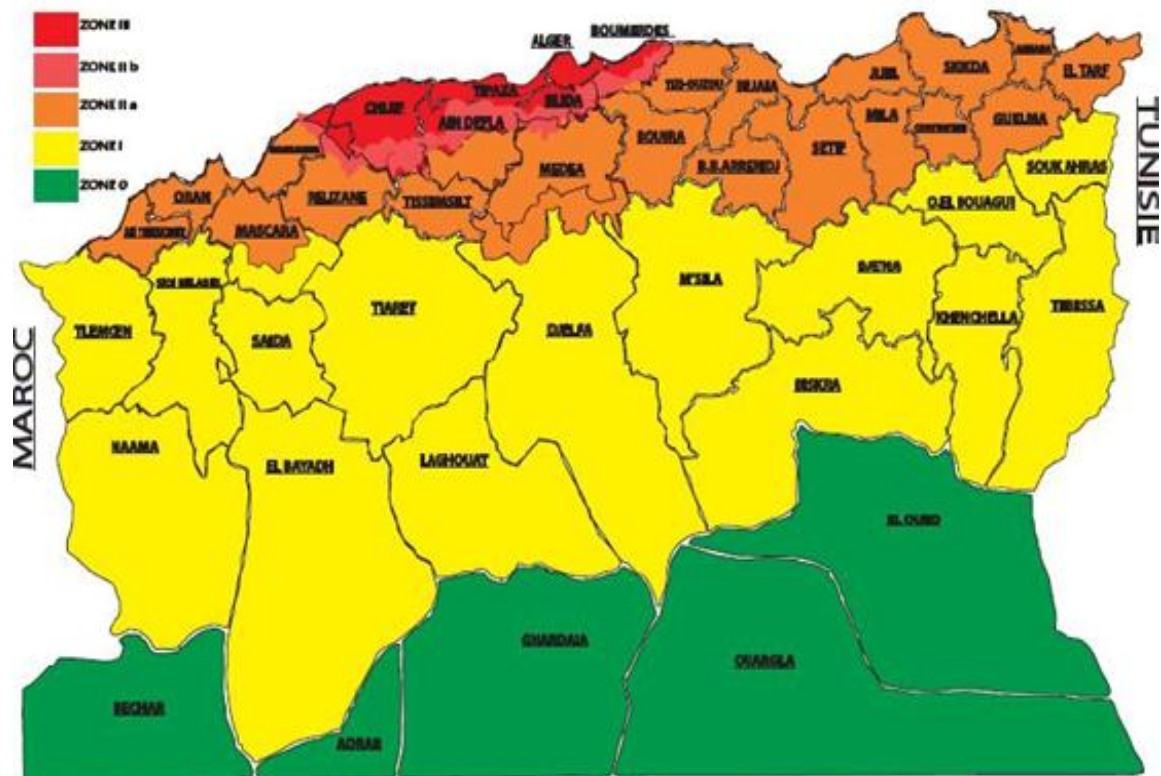 ZONE III
ZONE II b
ZONE II a
ZONE I
ZONE 0
ALGER
BOUMERDES
TIPAZA
CHLEF
BLIDA
AIN DEFLA
TIZI-OUZOU
BEJAIA
JIJEL
SKIKDA
EL TARF
MILA
GUELMA
BOUIRA
SETIF
B.B.ARRERIDJ
MEDEA
ORAN
RELIZANE
TISSEMSILT
MASCARA
SOUK AHRAS
O.EL BOUAGUI
TUNISIE
SIDI BELABES
M'SILA
BATNA
TIARET
TLEMCEN
SAIDA
DJELFA
KHENCHELLA
TEBESSA
BISKRA
MAROC
NAAMA
EL BAYADH
LAGHOUAT
EL OUED
GHARDAIA
OUARGLA
BECHAR
ADRAR